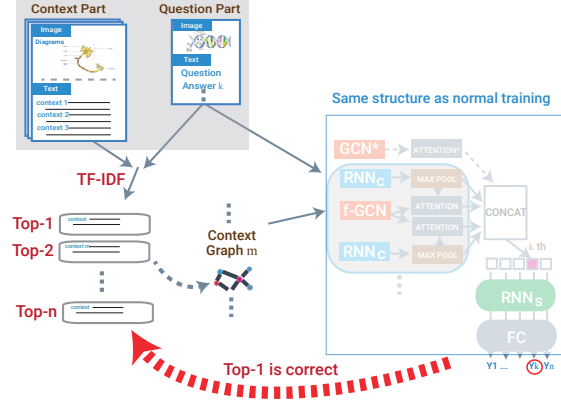 Context Part
Question Part
Image
Diagrams
Text
context 1
context 2
context 3
Image
Text
Question
Answer k
Same structure as normal training
TF-IDF
GCN*
ATTENTION*
RNNC
MAX POOL
f-GCN
ATTENTION
ATTENTION
RNNC
MAX POOL
CONCAT
k th
RNNS
FC
Y1 ...
Yk
Yn
Top-1
context
Top-2
context m
Top-n
context
Context
Graph m
Top-1 is correct